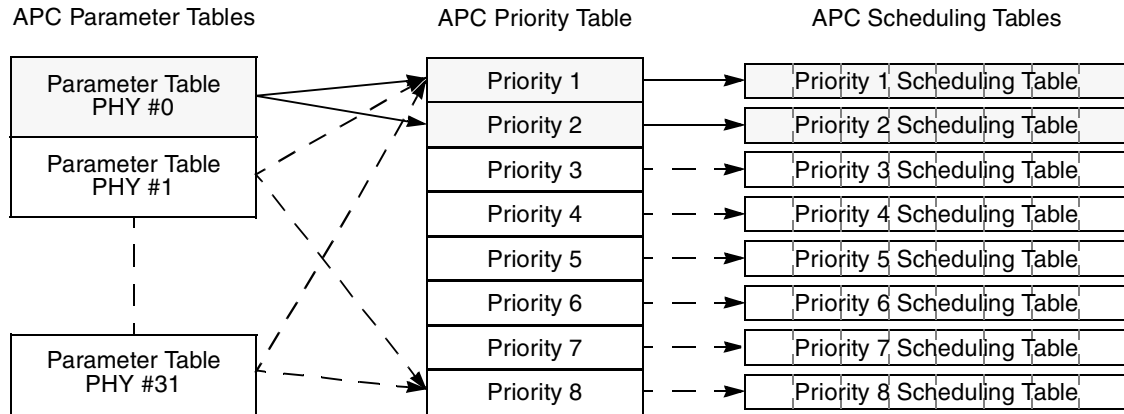 APC Parameter Tables
APC Priority Table
APC Scheduling Tables
Parameter Table
PHY #0
Parameter Table
PHY #1
Parameter Table
PHY #31
Priority 1
Priority 2
Priority 3
Priority 4
Priority 5
Priority 6
Priority 7
Priority 8
Priority 1 Scheduling Table
Priority 2 Scheduling Table
Priority 3 Scheduling Table
Priority 4 Scheduling Table
Priority 5 Scheduling Table
Priority 6 Scheduling Table
Priority 7 Scheduling Table
Priority 8 Scheduling Table